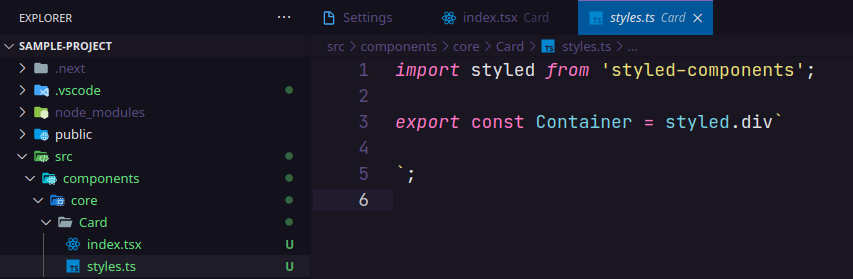 EXPLORER ···
SAMPLE-PROJECT
.next
.vscode
node_modules
public
src
components
core
Card
index.tsx U
TS styles.ts U
Settings index.tsx Card TS styles.ts Card ×
src > components > core > Card > TS styles.ts > ...
1 import styled from 'styled-components';
2
3 export const Container = styled.div`
4
5 `;
6